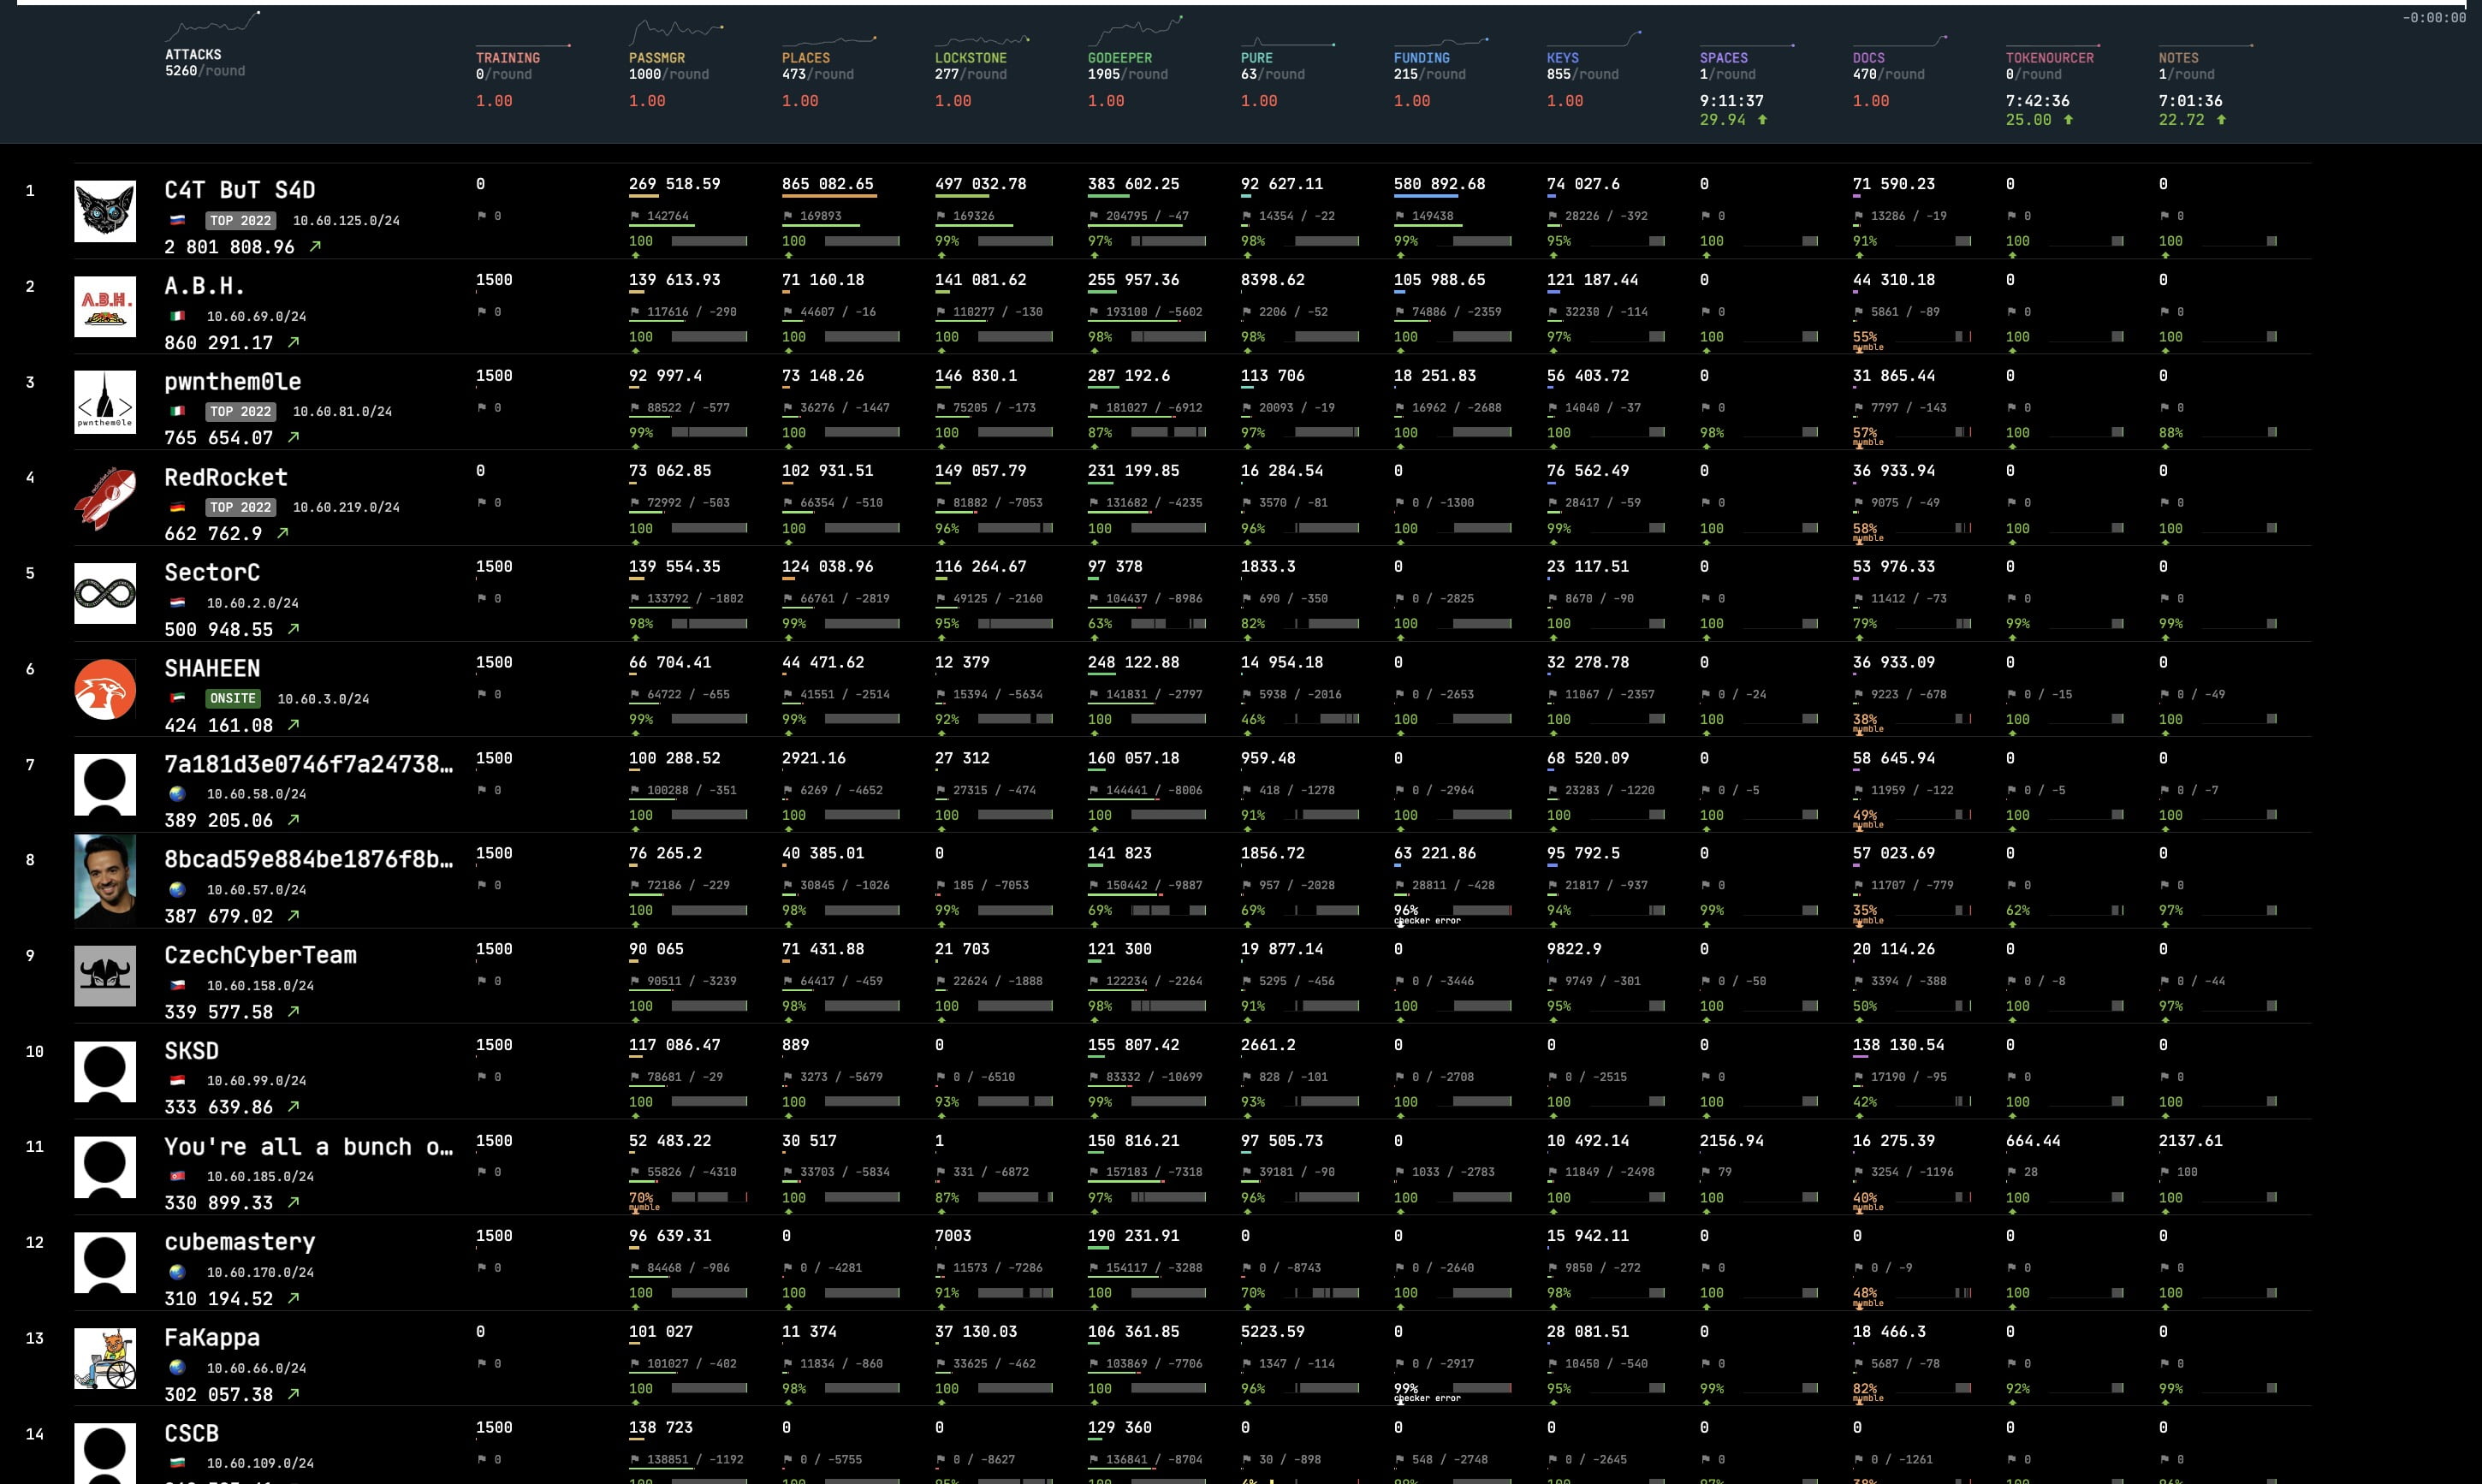 -0:00:00
ATTACKS TRAINING PASSMGR PLACES LOCKSTONE GODEEPER PURE FUNDING KEYS SPACES DOCS TOKENOURCER NOTES
5260/round 0/round 1000/round 473/round 277/round 1905/round 63/round 215/round 855/round 1/round 470/round 0/round 1/round
1.00 1.00 1.00 1.00 1.00 1.00 1.00 1.00 9:11:37 1.00 7:42:36 7:01:36
29.94 25.00 22.72
1 C4T BuT S4D 0 269 518.59 865 082.65 497 032.78 383 602.25 92 627.11 580 892.68 74 027.6 0 71 590.23 0 0
TOP 2022 10.60.125.0/24 0 142764 169893 169326 204795 / -47 14354 / -22 149438 28226 / -392 0 13286 / -19 0 0
2 801 808.96 100 100 99% 97% 98% 99% 95% 100 91% 100 100
2 A.B.H. 1500 139 613.93 71 160.18 141 081.62 255 957.36 8398.62 105 988.65 121 187.44 0 44 310.18 0 0
A.B.H. 10.60.69.0/24 0 117616 / -290 44607 / -16 110277 / -130 193100 / -5602 2206 / -52 74886 / -2359 32230 / -114 0 5861 / -89 0 0
860 291.17 100 100 100 98% 98% 100 97% 100 55% 100 100
mumble
3 pwnthem0le 1500 92 997.4 73 148.26 146 830.1 287 192.6 113 706 18 251.83 56 403.72 0 31 865.44 0 0
TOP 2022 10.60.81.0/24 0 88522 / -577 36276 / -1447 75205 / -173 181027 / -6912 20093 / -19 16962 / -2688 14040 / -37 0 7797 / -143 0 0
pwnthem0le
765 654.07 99% 100 100 87% 97% 100 100 98% 57% 100 88%
mumble
4 RedRocket 0 73 062.85 102 931.51 149 057.79 231 199.85 16 284.54 0 76 562.49 0 36 933.94 0 0
TOP 2022 10.60.219.0/24 0 72992 / -503 66354 / -510 81882 / -7053 131682 / -4235 3570 / -81 0 / -1300 28417 / -59 0 9075 / -49 0 0
662 762.9 100 100 96% 100 96% 100 99% 100 58% 100 100
mumble
5 SectorC 1500 139 554.35 124 038.96 116 264.67 97 378 1833.3 0 23 117.51 0 53 976.33 0 0
10.60.2.0/24 0 133792 / -1802 66761 / -2819 49125 / -2160 104437 / -8986 690 / -350 0 / -2825 8670 / -90 0 11412 / -73 0 0
500 948.55 98% 99% 95% 63% 82% 100 100 100 79% 99% 99%
6 SHAHEEN 1500 66 704.41 44 471.62 12 379 248 122.88 14 954.18 0 32 278.78 0 36 933.09 0 0
ONSITE 10.60.3.0/24 0 64722 / -655 41551 / -2514 15394 / -5634 141831 / -2797 5938 / -2016 0 / -2653 11067 / -2357 0 / -24 9223 / -678 0 / -15 0 / -49
424 161.08 99% 99% 92% 100 46% 100 100 100 38% 100 100
mumble
7 7a181d3e0746f7a24738… 1500 100 288.52 2921.16 27 312 160 057.18 959.48 0 68 520.09 0 58 645.94 0 0
10.60.58.0/24 0 100288 / -351 6269 / -4652 27315 / -474 144441 / -8006 418 / -1278 0 / -2964 23283 / -1220 0 / -5 11959 / -122 0 / -5 0 / -7
389 205.06 100 100 100 100 91% 100 100 100 49% 100 100
mumble
8 8bcad59e884be1876f8b… 1500 76 265.2 40 385.01 0 141 823 1856.72 63 221.86 95 792.5 0 57 023.69 0 0
10.60.57.0/24 0 72186 / -229 30845 / -1026 185 / -7053 150442 / -9887 957 / -2028 28811 / -428 21817 / -937 0 11707 / -779 0 0
387 679.02 100 98% 99% 69% 69% 96% 94% 99% 35% 62% 97%
checker error mumble
9 CzechCyberTeam 1500 90 065 71 431.88 21 703 121 300 19 877.14 0 9822.9 0 20 114.26 0 0
10.60.158.0/24 0 90511 / -3239 64417 / -459 22624 / -1888 122234 / -2264 5295 / -456 0 / -3446 9749 / -301 0 / -50 3394 / -388 0 / -8 0 / -44
339 577.58 100 98% 100 98% 91% 100 95% 100 50% 100 97%
10 SKSD 1500 117 086.47 889 0 155 807.42 2661.2 0 0 0 138 130.54 0 0
10.60.99.0/24 0 78681 / -29 3273 / -5679 0 / -6510 83332 / -10699 828 / -101 0 / -2708 0 / -2515 0 17190 / -95 0 0
333 639.86 100 100 93% 99% 93% 100 100 100 42% 100 100
11 You're all a bunch o… 1500 52 483.22 30 517 1 150 816.21 97 505.73 0 10 492.14 2156.94 16 275.39 664.44 2137.61
10.60.185.0/24 0 55826 / -4310 33703 / -5834 331 / -6872 157183 / -7318 39181 / -90 1033 / -2783 11849 / -2498 79 3254 / -1196 28 100
330 899.33 70% 100 87% 97% 96% 100 100 100 40% 100 100
mumble mumble
12 cubemastery 1500 96 639.31 0 7003 190 231.91 0 0 15 942.11 0 0 0 0
10.60.170.0/24 0 84468 / -906 0 / -4281 11573 / -7286 154117 / -3288 0 / -8743 0 / -2640 9850 / -272 0 0 / -9 0 0
310 194.52 100 100 91% 100 70% 100 98% 100 48% 100 100
mumble
13 FaKappa 0 101 027 11 374 37 130.03 106 361.85 5223.59 0 28 081.51 0 18 466.3 0 0
10.60.66.0/24 0 101027 / -402 11834 / -860 33625 / -462 103869 / -7706 1347 / -114 0 / -2917 10450 / -540 0 5687 / -78 0 0
302 057.38 100 98% 100 100 96% 99% 95% 99% 82% 92% 99%
checker error mumble
14 CSCB 1500 138 723 0 0 129 360 0 0 0 0 0 0 0
10.60.109.0/24 0 138851 / -1192 0 / -5755 0 / -8627 136841 / -8704 30 / -898 548 / -2748 0 / -2645 0 0 / -1261 0 0